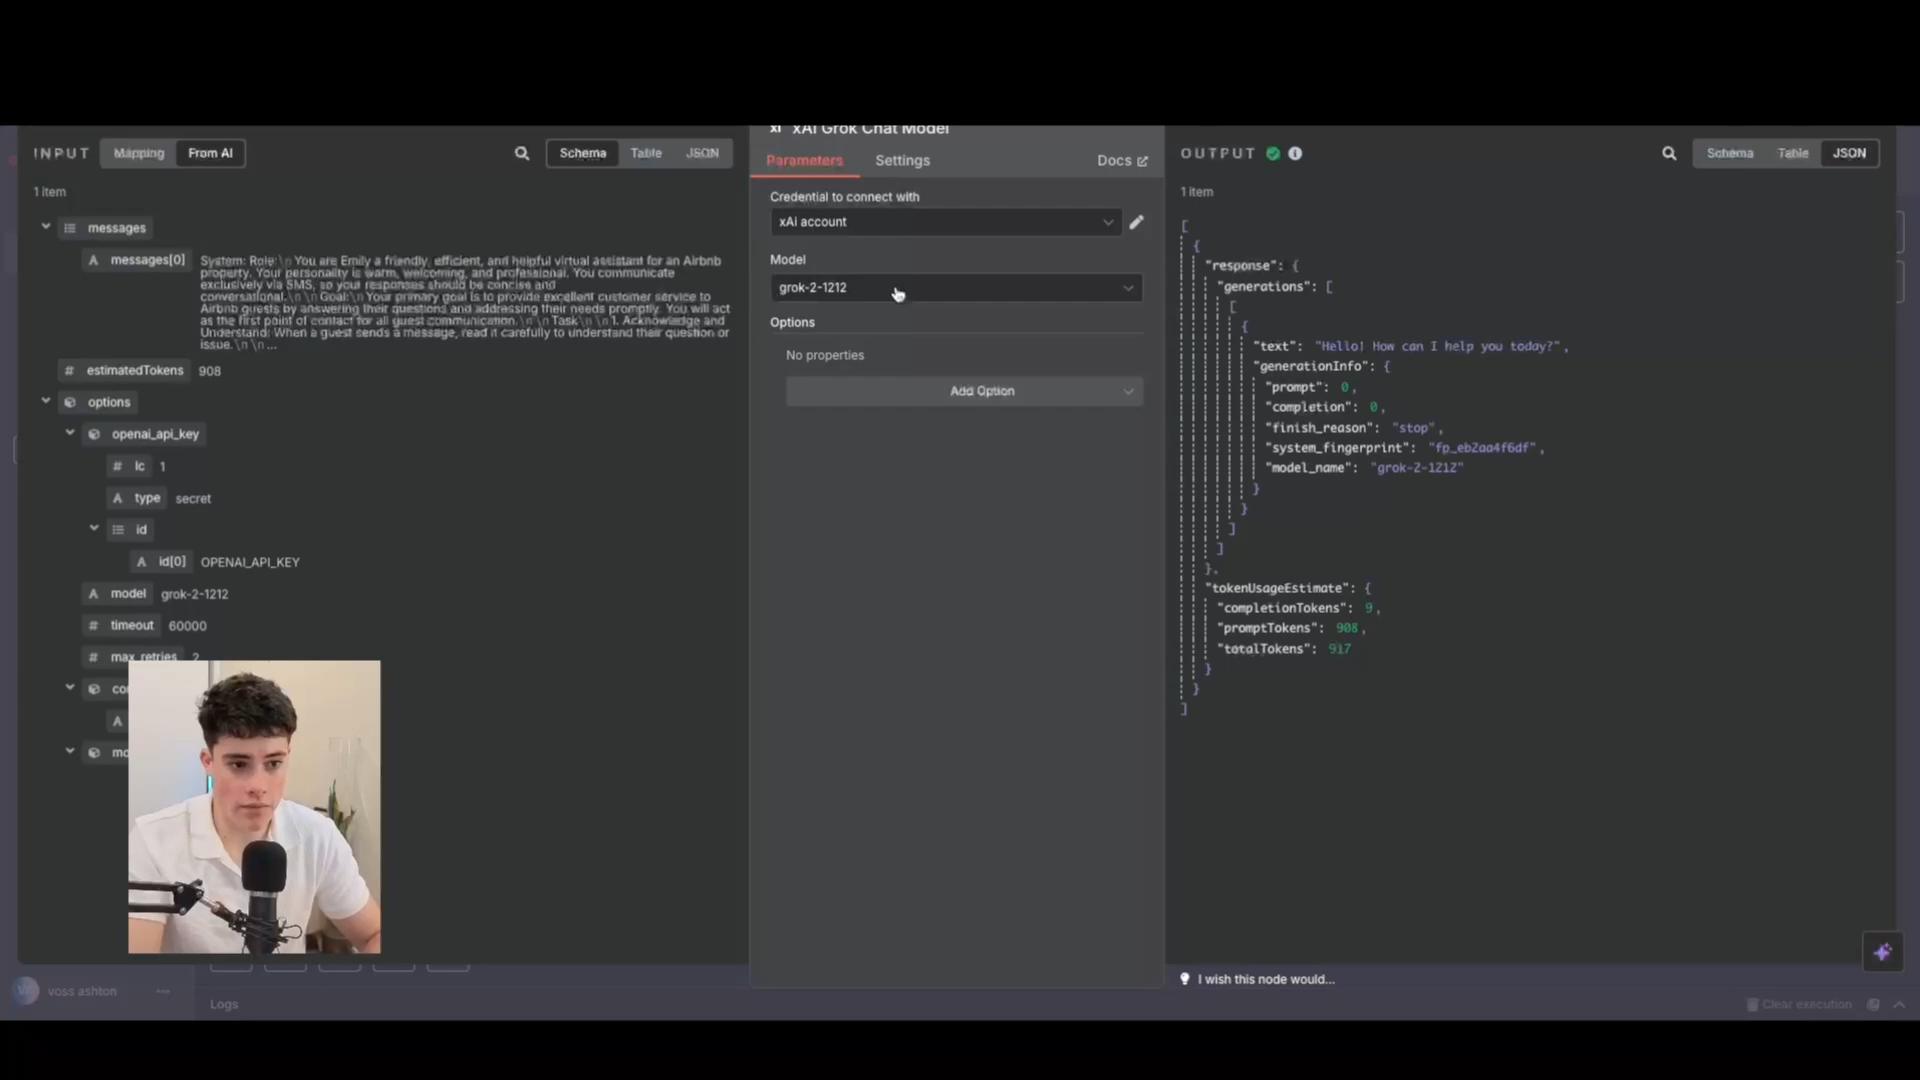 xAi Grok Chat Model
INPUT Mapping From AI Schema Table JSON
1 item
messages
messages[0] System: Role:\n You are Emily a friendly, efficient, and helpful virtual assistant for an Airbnb
property. Your personality is warm, welcoming, and professional. You communicate
exclusively via SMS, so your responses should be concise and
conversational.\n\n Goal:\n Your primary goal is to provide excellent customer service to
Airbnb guests by answering their questions and addressing their needs promptly. You will act
as the first point of contact for all guest communication.\n \n Task\n \n 1. Acknowledge and
Understand: When a guest sends a message, read it carefully to understand their question or
issue.\n \n ...
estimatedTokens 908
options
openai_api_key
lc 1
type secret
id
id[0] OPENAI_API_KEY
model grok-2-1212
timeout 60000
max_retries 2
co
mo
voss ashton ...
Logs
Parameters Settings Docs
Credential to connect with
xAi account
Model
grok-2-1212
Options
No properties
Add Option
OUTPUT Schema Table JSON
1 item
[
{
"response": {
"generations": [
[
{
"text": "Hello! How can I help you today?",
"generationInfo": {
"prompt": 0,
"completion": 0,
"finish_reason": "stop",
"system_fingerprint": "fp_eb2aa4f6df",
"model_name": "grok-2-1212"
}
}
]
]
},
"tokenUsageEstimate": {
"completionTokens": 9,
"promptTokens": 908,
"totalTokens": 917
}
}
]
I wish this node would...
Clear execution